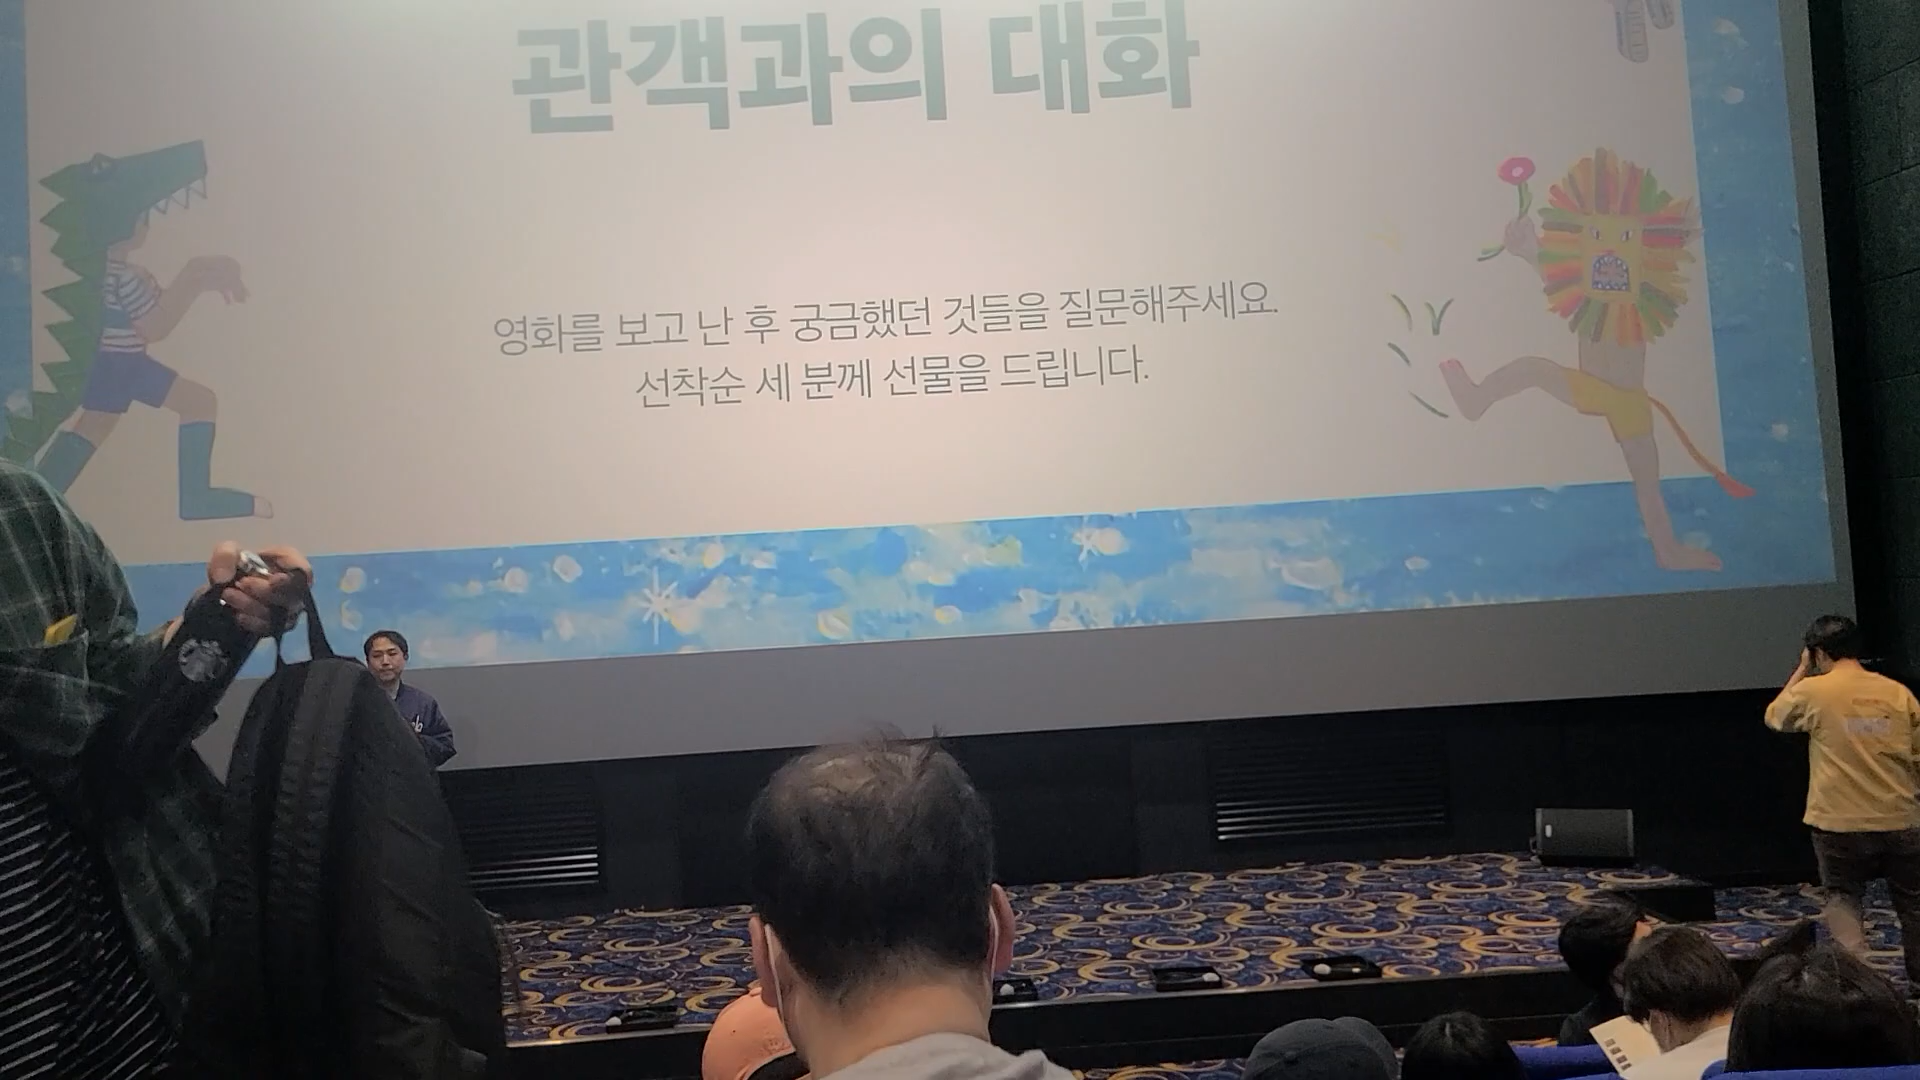 관객과의 대화
영화를 보고 난 후 궁금했던 것들을 질문해주세요.
선착순 세 분께 선물을 드립니다.